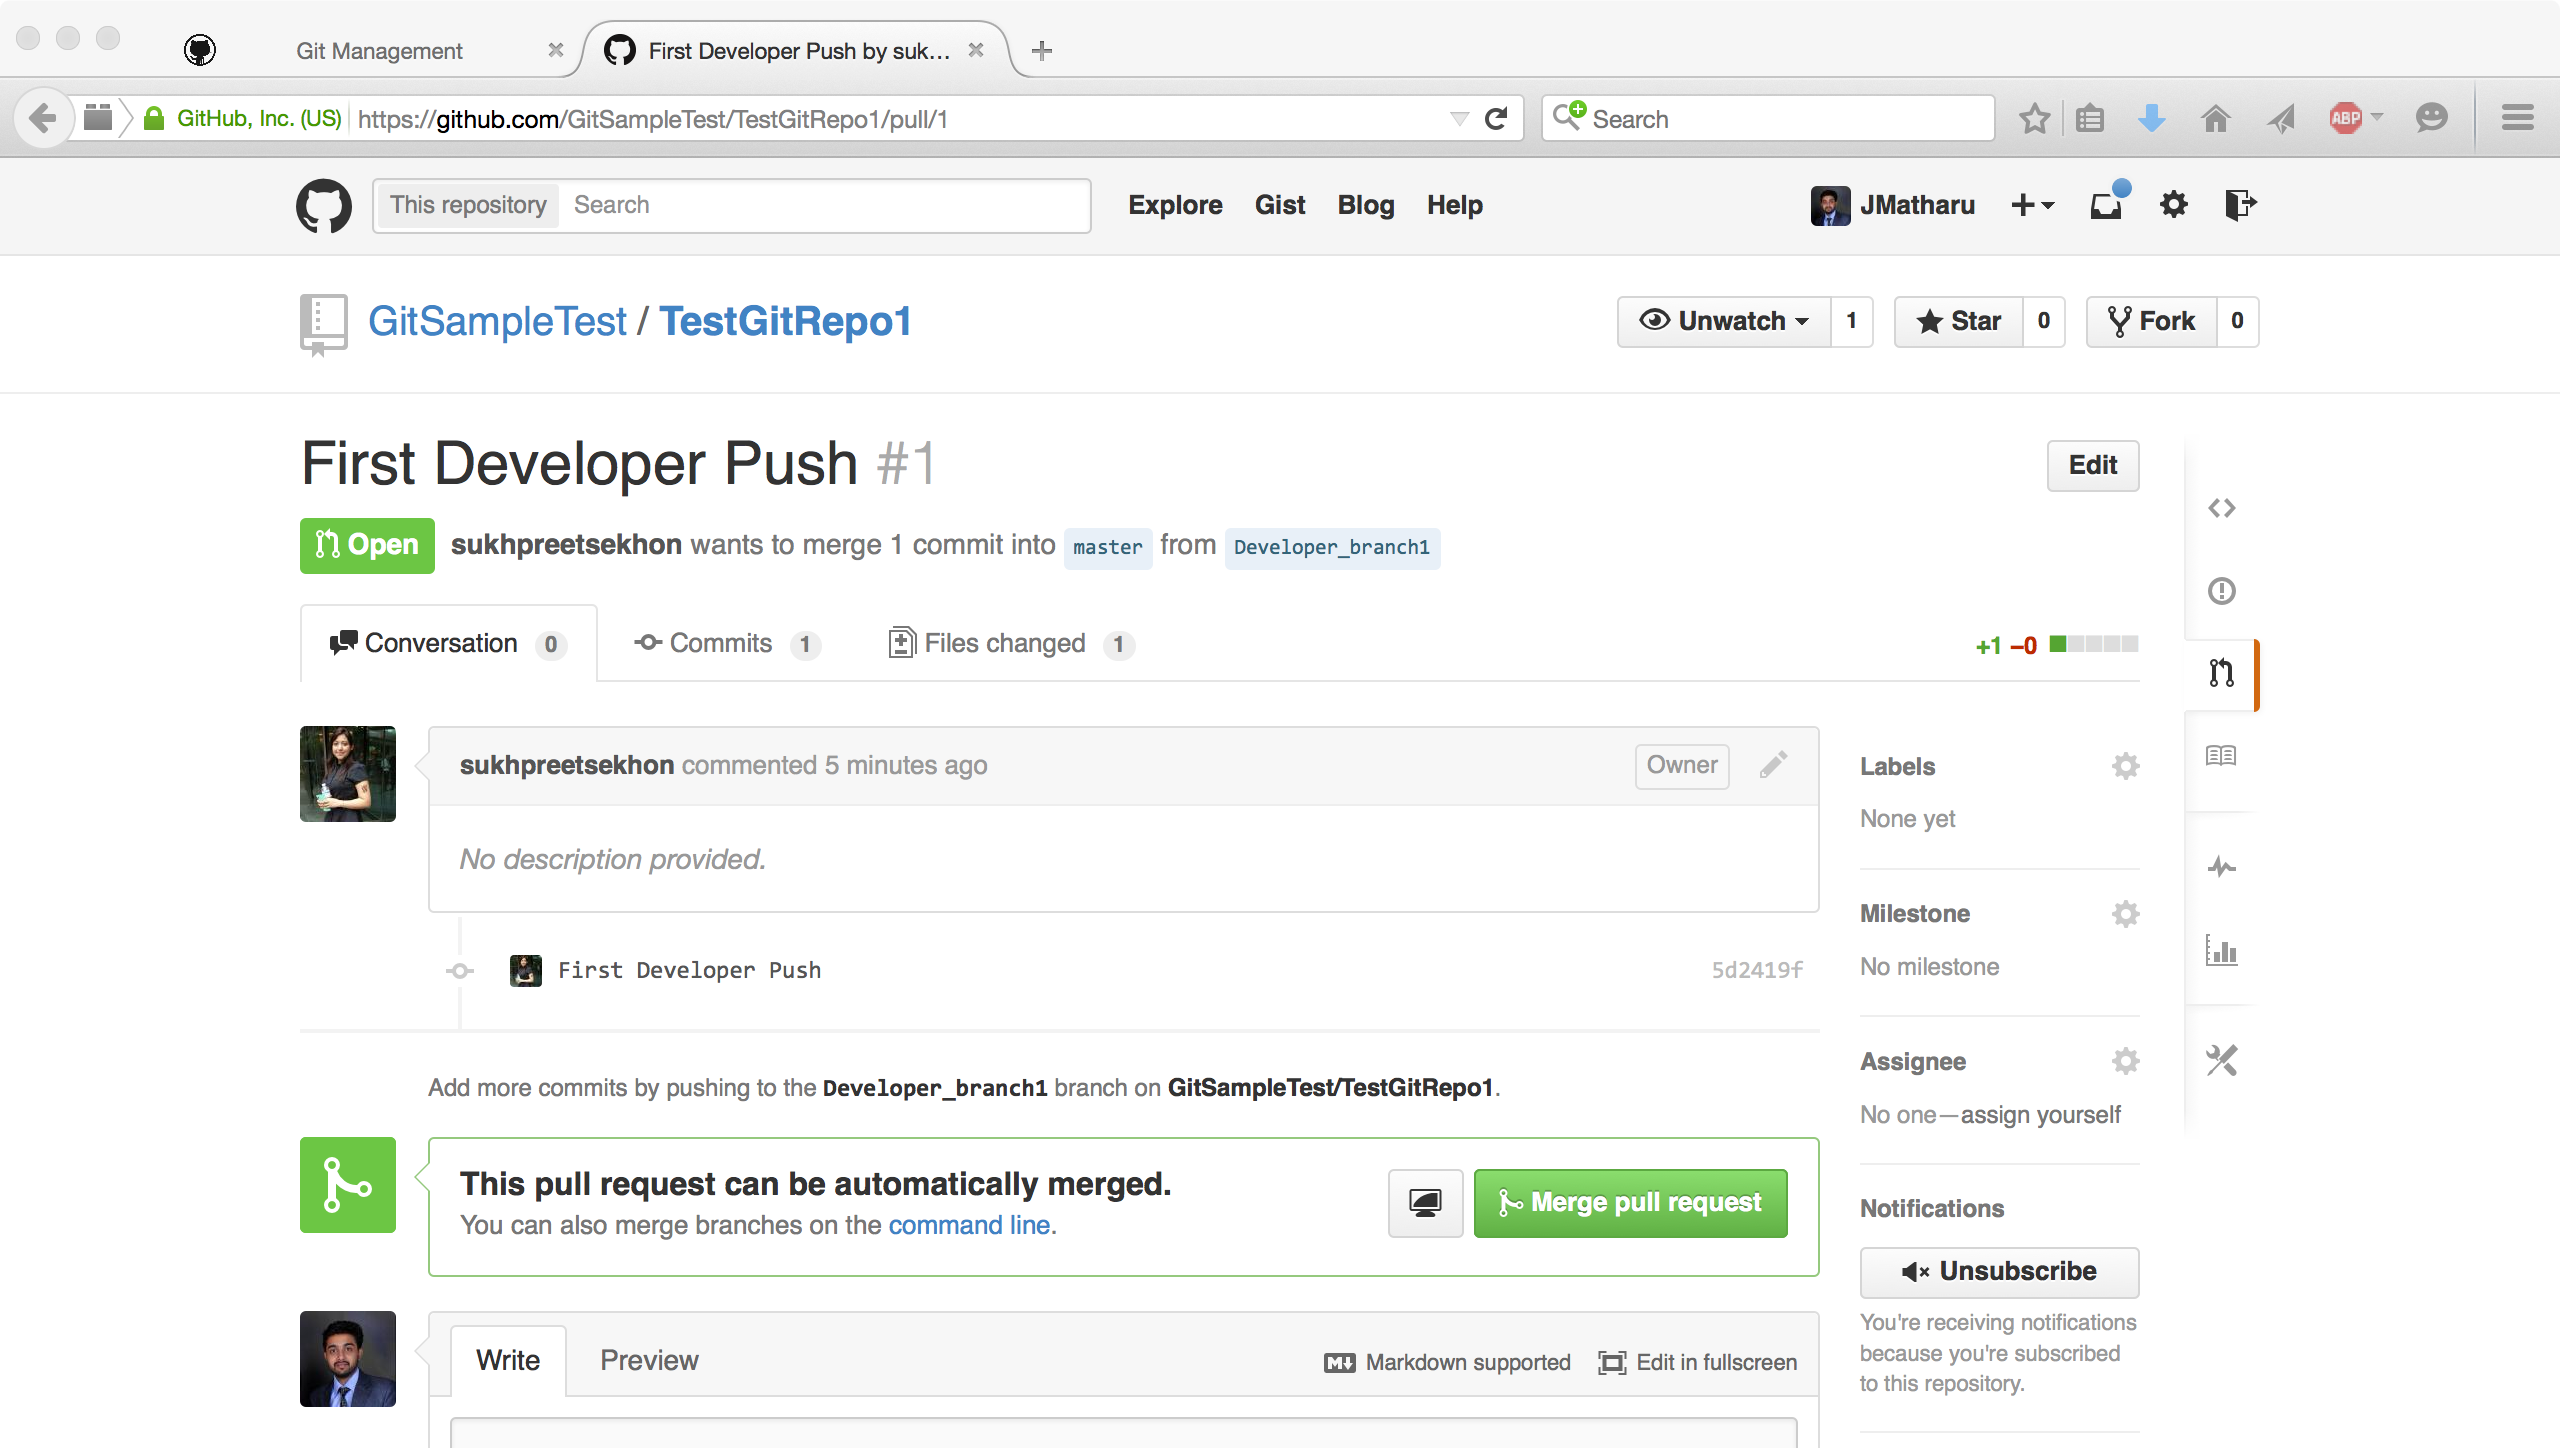 Git Management
First Developer Push by suk...
GitHub, Inc. (US) https://github.com/GitSampleTest/TestGitRepo1/pull/1
Search
ABP
This repository Search
Explore Gist Blog Help
JMatharu
GitSampleTest / TestGitRepo1
Unwatch 1
Star 0
Fork 0
First Developer Push #1
Edit
Open sukhpreetsekhon wants to merge 1 commit into master from Developer_branch1
Conversation 0
Commits 1
Files changed 1
+1 −0
sukhpreetsekhon commented 5 minutes ago
Owner
No description provided.
First Developer Push 5d2419f
Add more commits by pushing to the Developer_branch1 branch on GitSampleTest/TestGitRepo1.
This pull request can be automatically merged.
You can also merge branches on the command line.
Merge pull request
Write Preview
Markdown supported
Edit in fullscreen
Labels
None yet
Milestone
No milestone
Assignee
No one—assign yourself
Notifications
Unsubscribe
You're receiving notifications
because you're subscribed
to this repository.